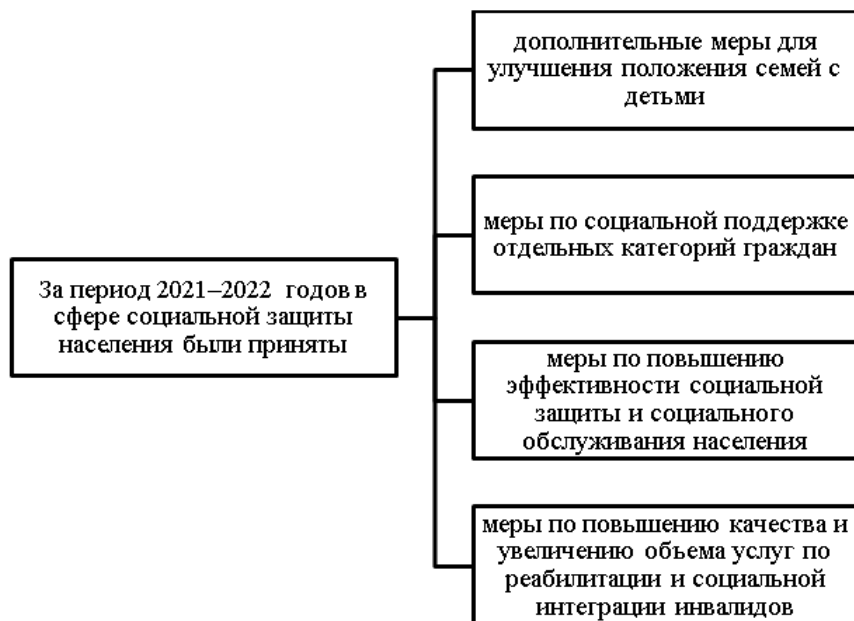 За период 2021–2022 годов в
сфере социальной защиты
населения были приняты
дополнительные меры для
улучшения положения семей с
детьми
меры по социальной поддержке
отдельных категорий граждан
меры по повышению
эффективности социальной
защиты и социального
обслуживания населения
меры по повышению качества и
увеличению объема услуг по
реабилитации и социальной
интеграции инвалидов